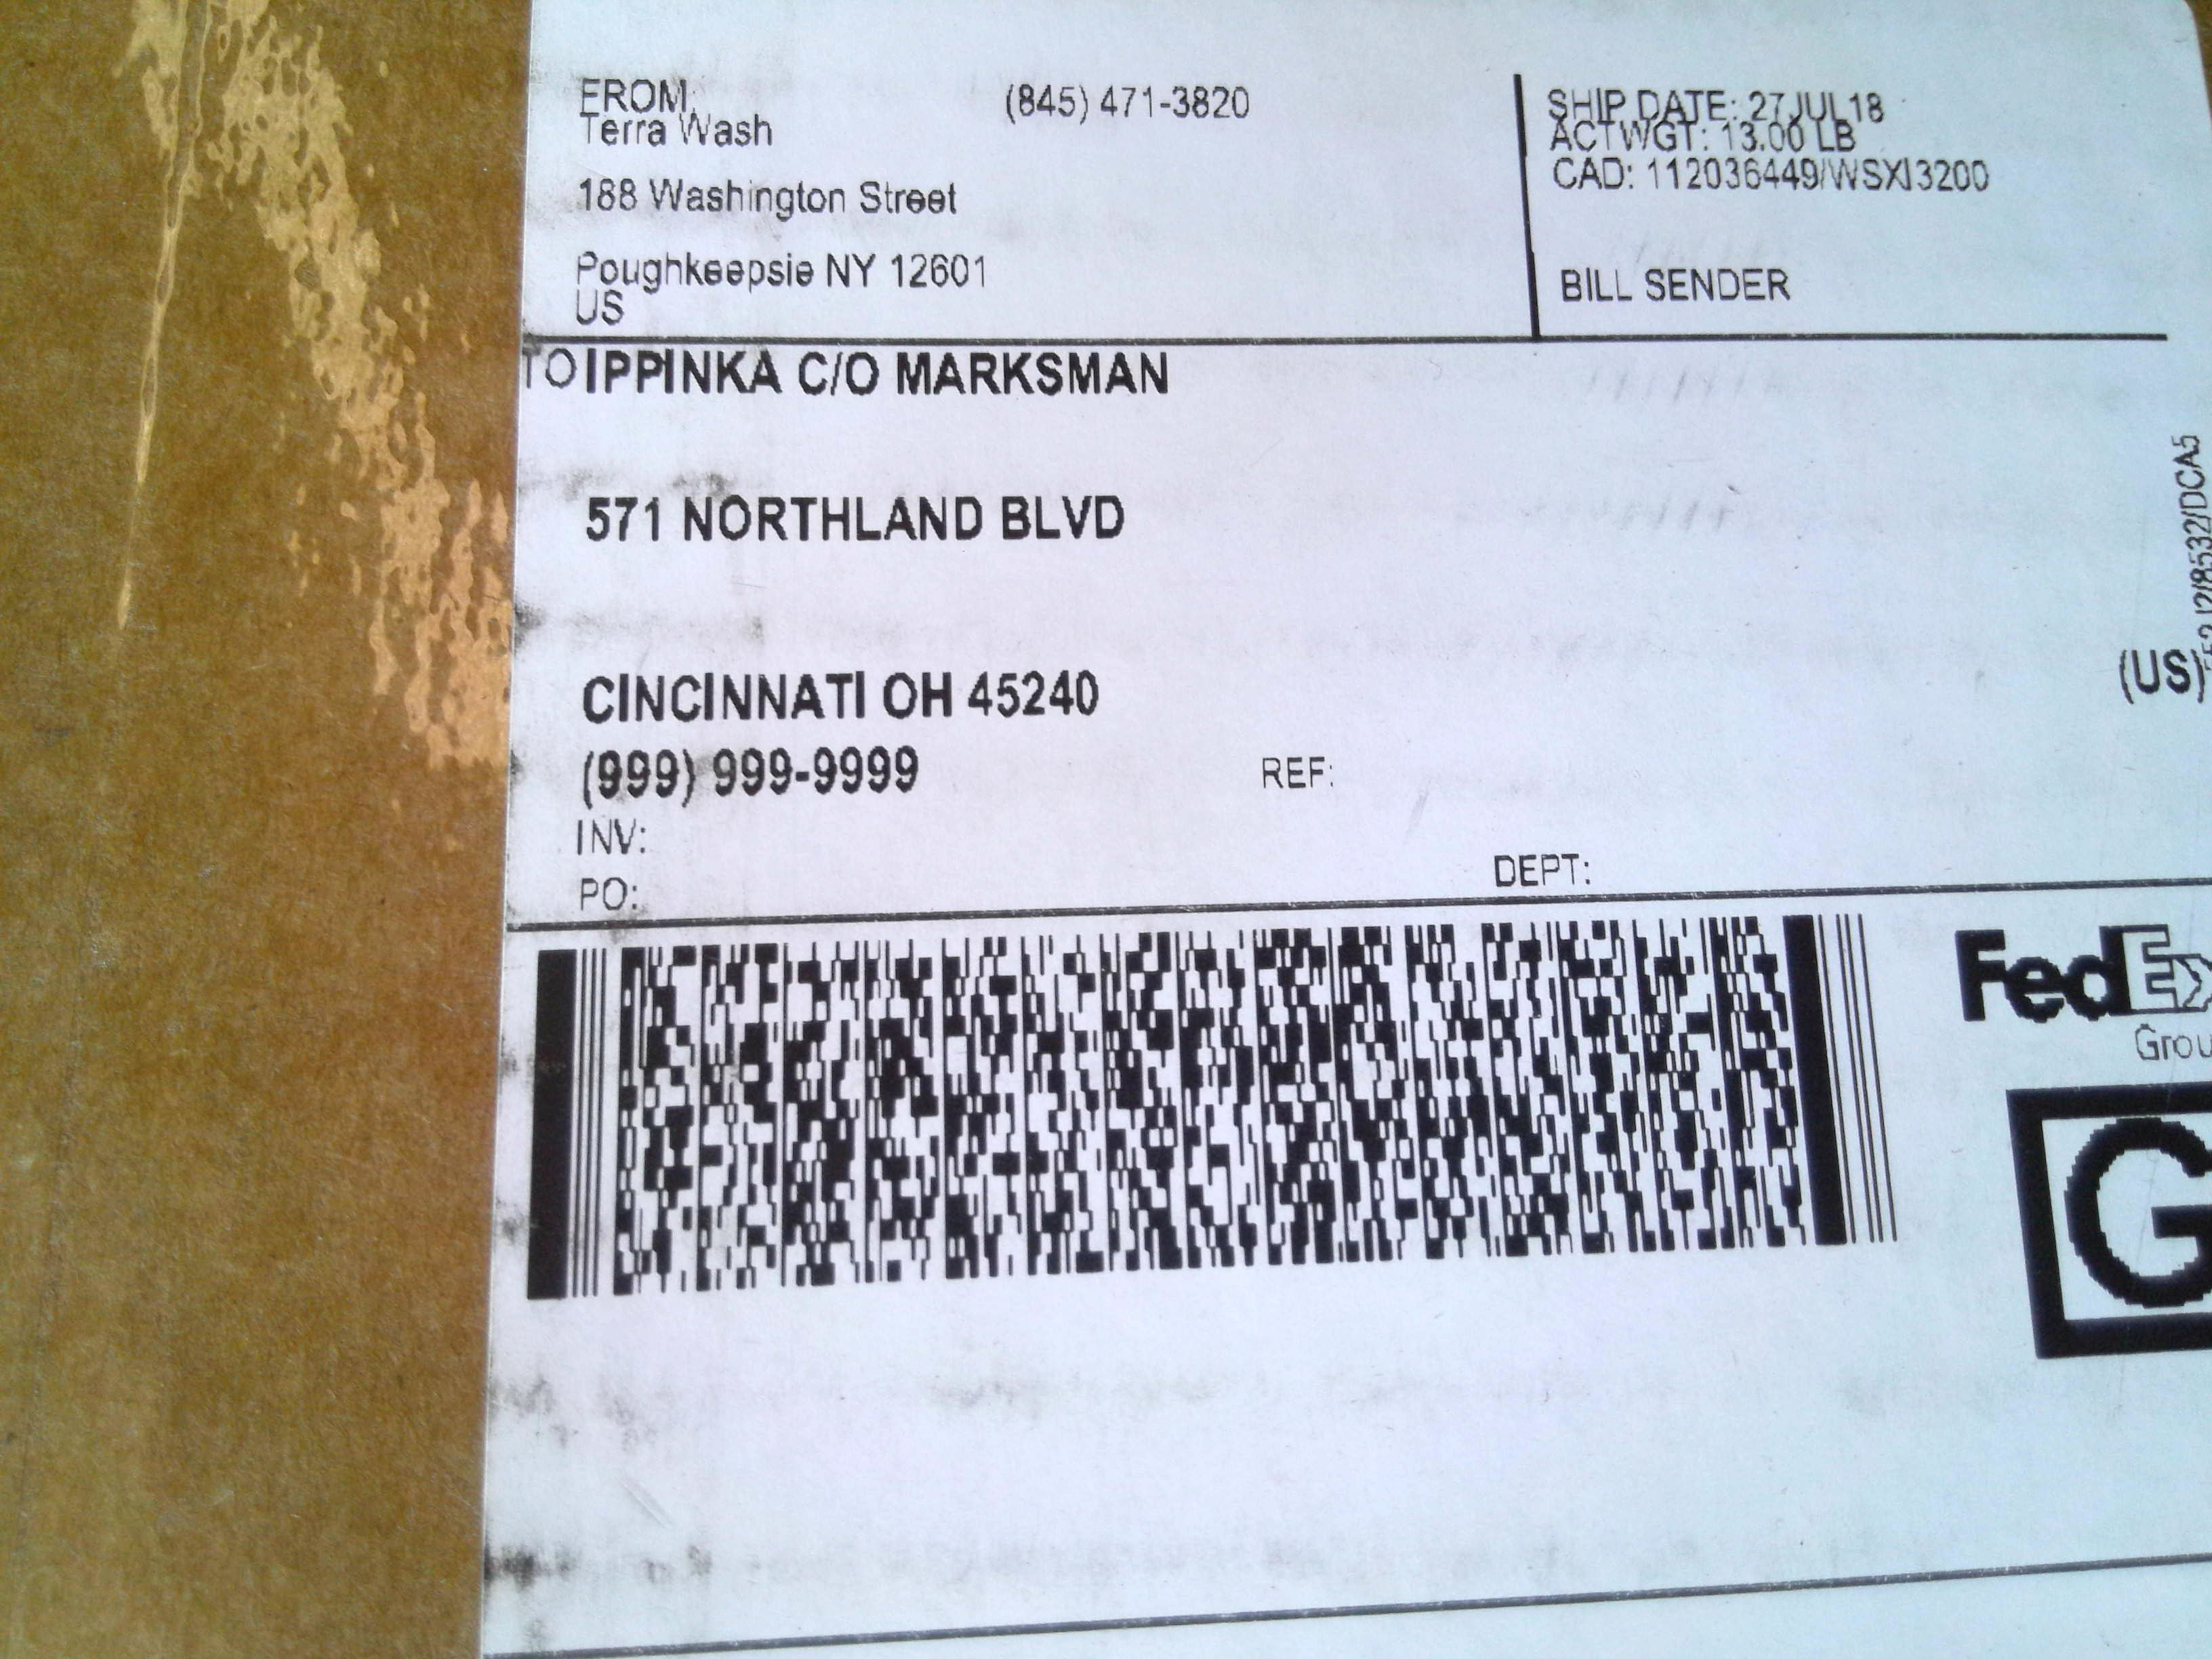 FROM: (845) 471-3820
Terra Wash
188 Washington Street
Poughkeepsie NY 12601
US
SHIP DATE: 27JUL18
ACTWGT: 13.00 LB
CAD: 112036449/WSXI3200
BILL SENDER
TO IPPINKA C/O MARKSMAN
571 NORTHLAND BLVD
CINCINNATI OH 45240
(US)
(999) 999-9999 REF:
INV:
PO: DEPT:
FedEx
Grou
G